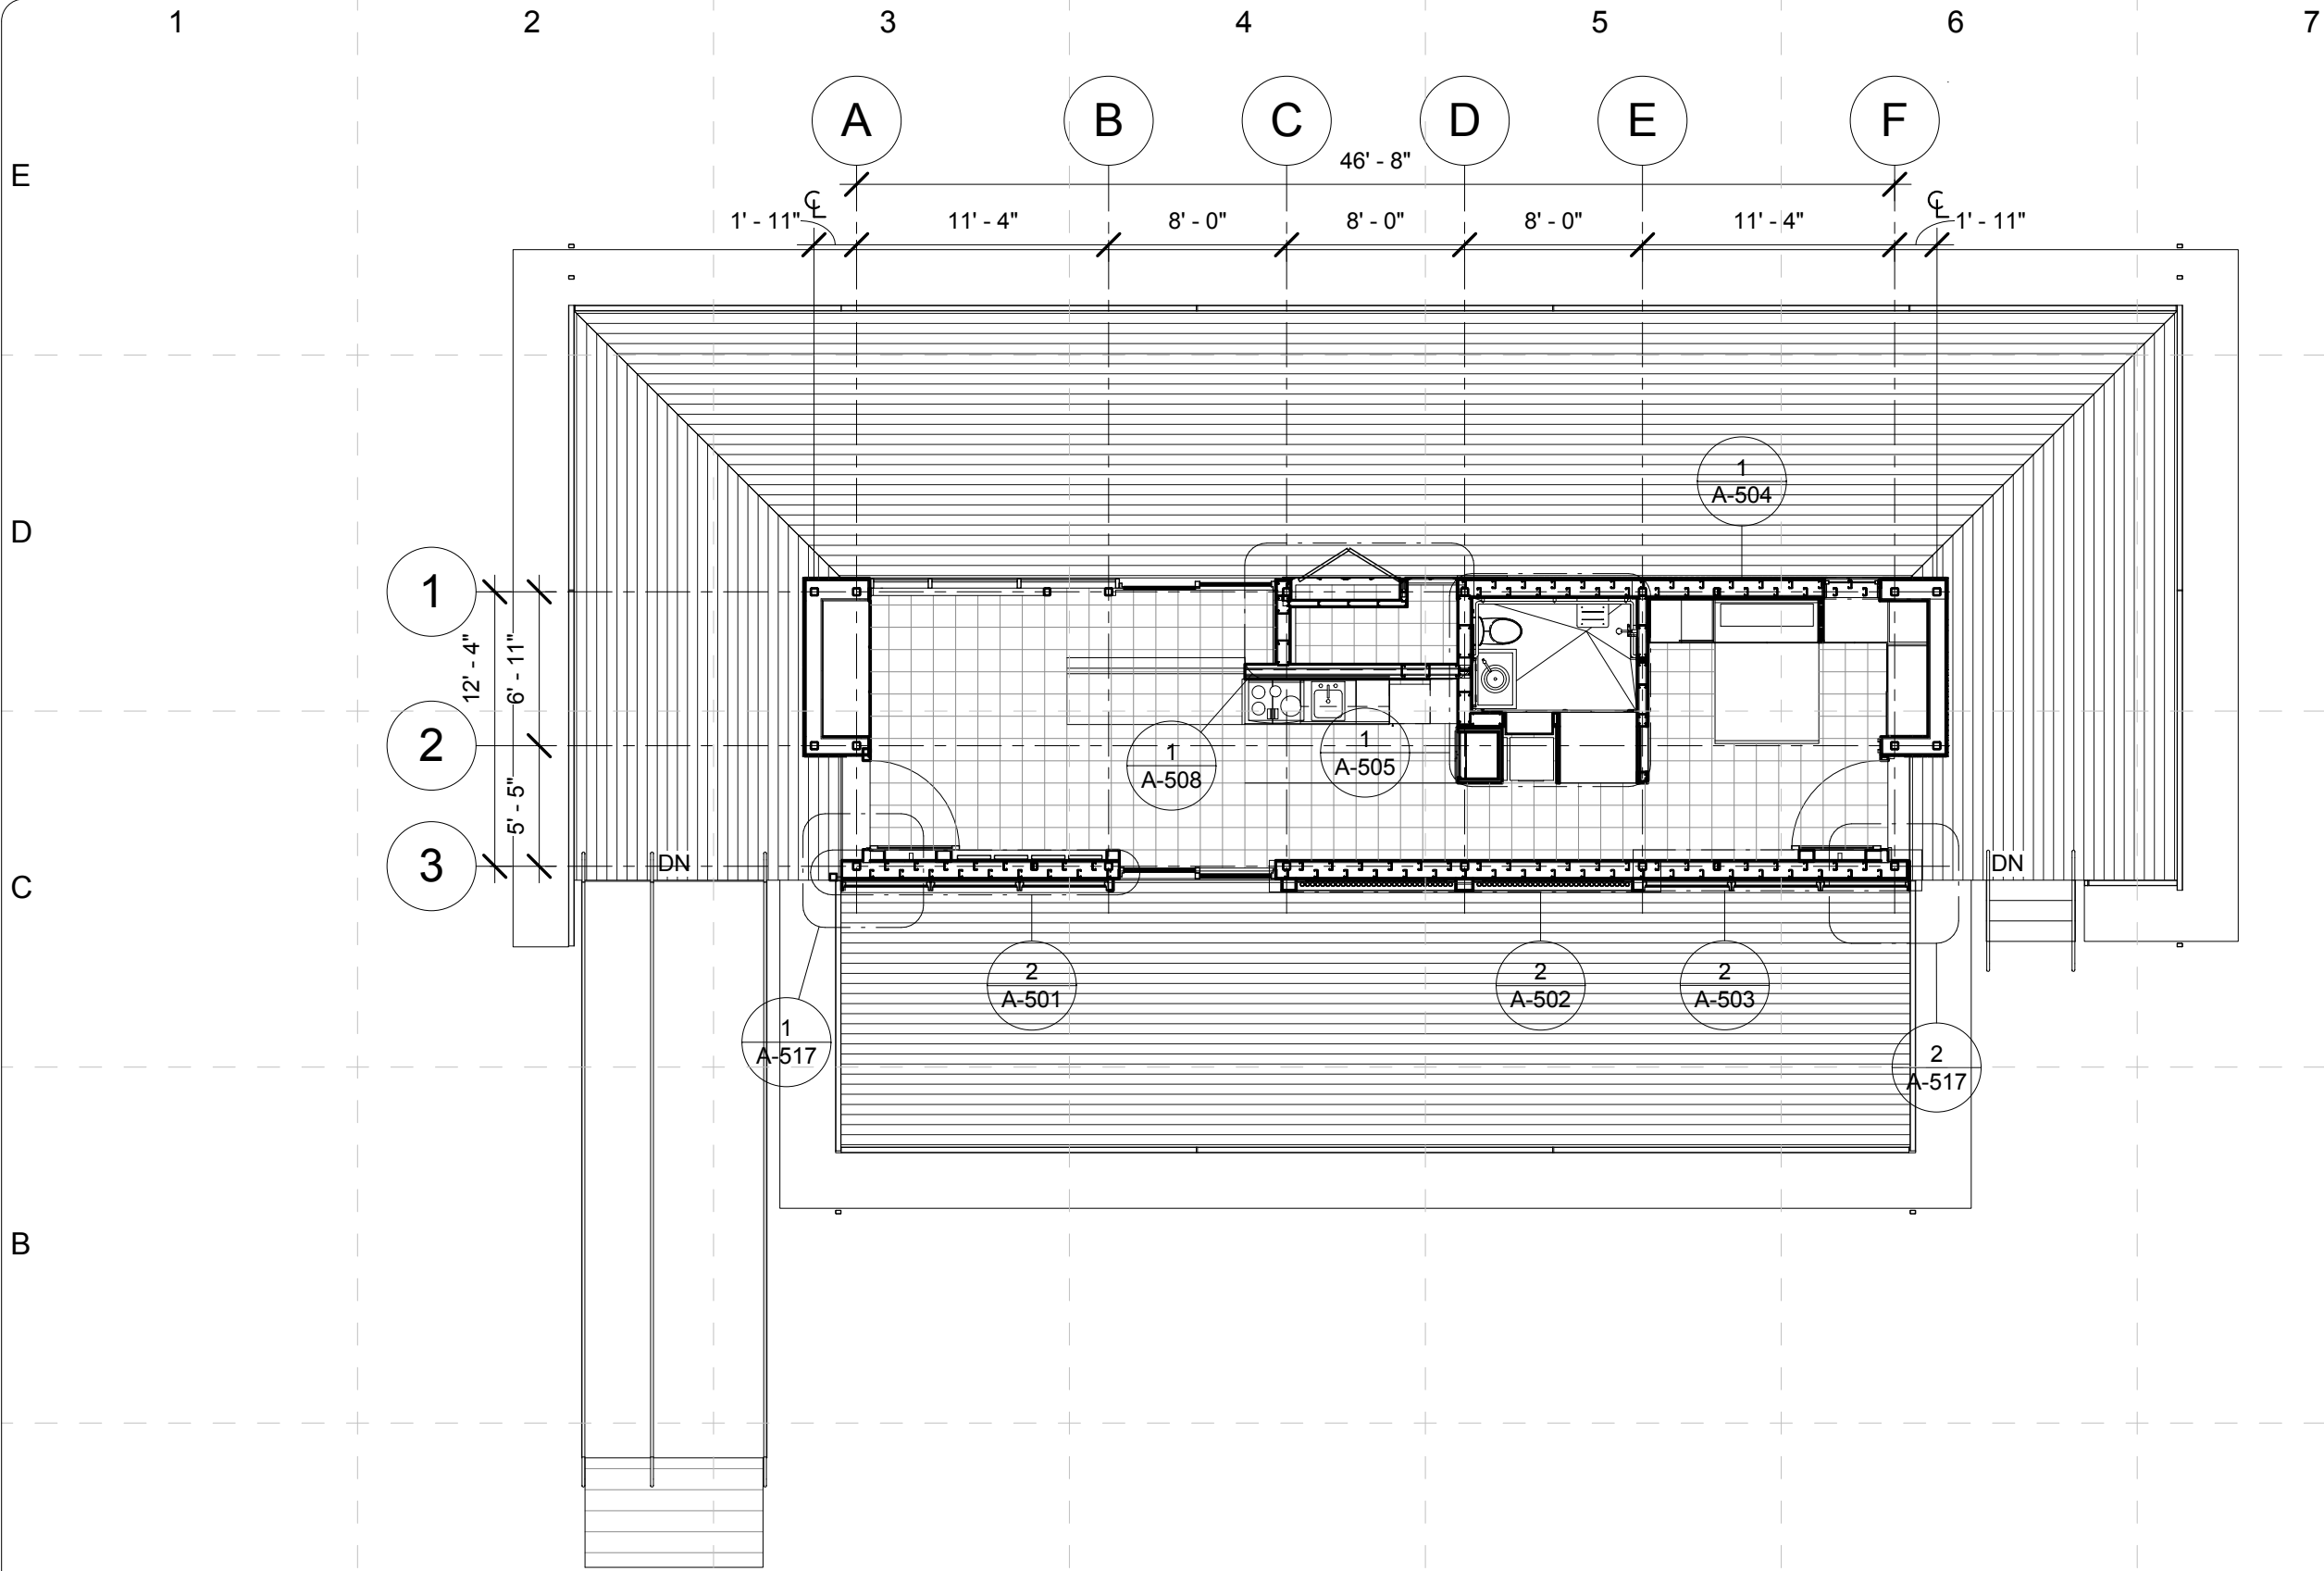 1 2 3 4 5 6 7
A B C D E F
E
46' - 8"
℄ ℄
1' - 11" 11' - 4" 8' - 0" 8' - 0" 8' - 0" 11' - 4" 1' - 11"
1
A-504
D
1
12' - 4"
6' - 11"
2
5' - 5"
3
1
A-508
1
A-505
DN
DN
C
2
A-501
2
A-502
2
A-503
1
A-517
2
A-517
B